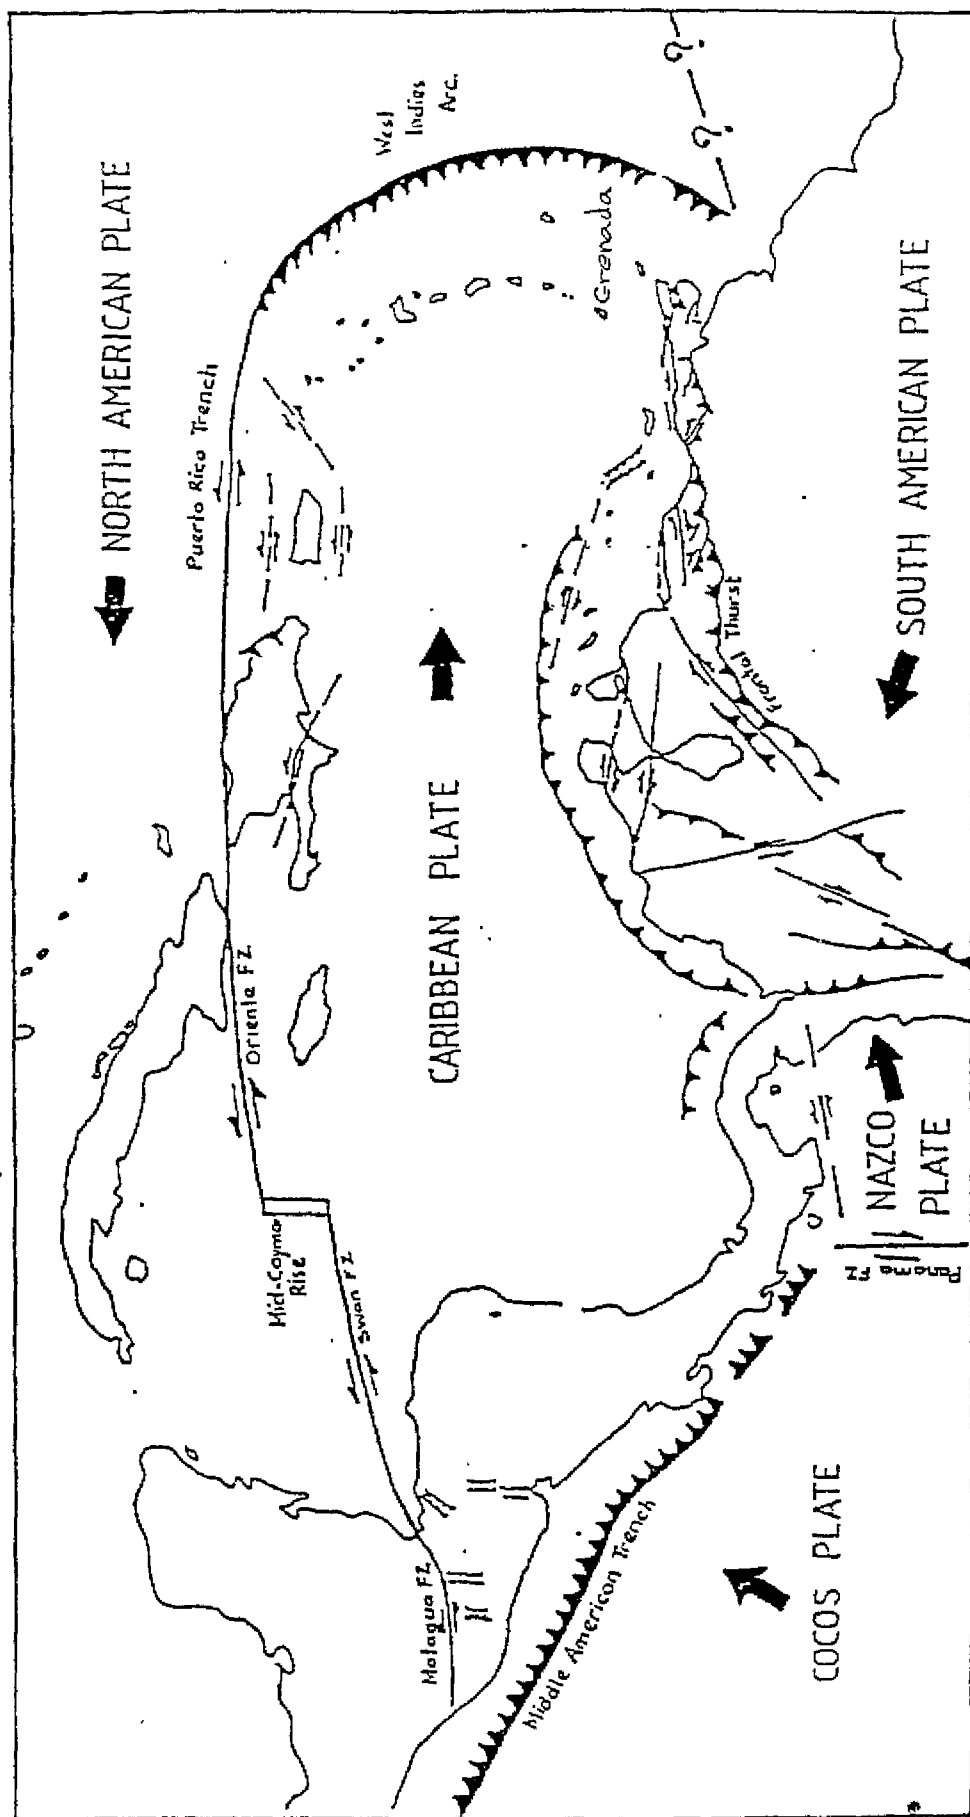 NORTH AMERICAN PLATE
West
Indies
Arc.
Puerto Rico Trench
Grenada
?
?
Oriente FZ
Mid-Cayma
Rise
Swan FZ
Motagua FZ
CARIBBEAN PLATE
Frontal Thurst
SOUTH AMERICAN PLATE
NAZCO
PLATE
Panama
FZ
Middle American Trench
COCOS PLATE